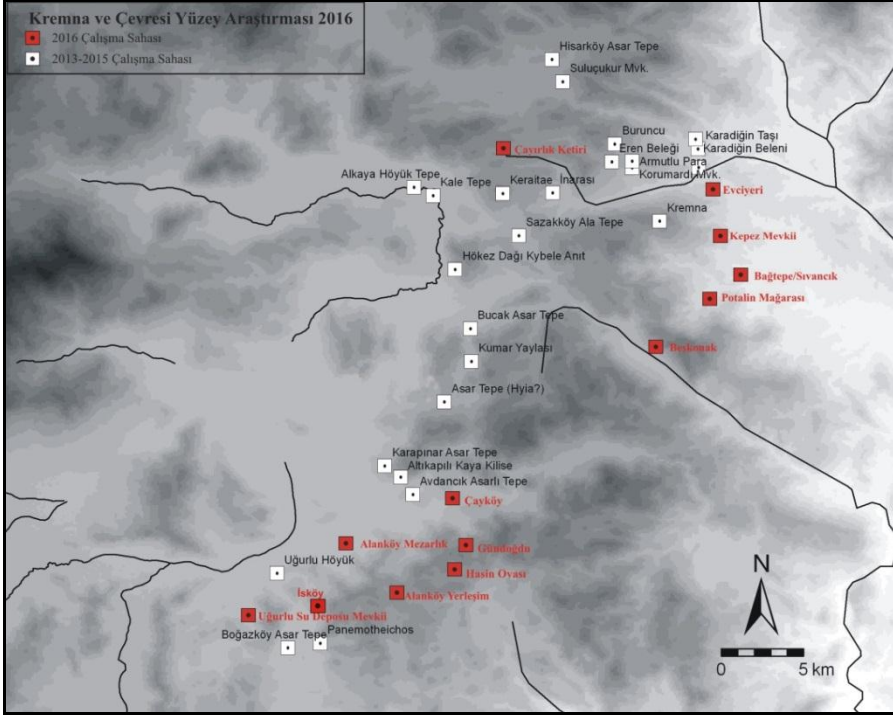 Kremna ve Çevresi Yüzey Araştırması 2016
2016 Çalışma Sahası
2013-2015 Çalışma Sahası
Hisarköy Asar Tepe
Suluçukur Mvk.
Buruncu
Karadiğin Taşı
Çayırlık Ketiri
Eren Beleği
Karadiğin Beleni
Armutlu Para
Korumardı Mvk.
Alkaya Höyük Tepe
Kale Tepe
Keraitae
İnarası
Evciyeri
Sazakköy Ala Tepe
Kremna
Kepez Mevkii
Hökez Dağı Kybele Anıt
Bağtepe/Sıvancık
Potalin Mağarası
Bucak Asar Tepe
Beşkonak
Kumar Yaylası
Asar Tepe (Hyia?)
Karapınar Asar Tepe
Altıkapılı Kaya Kilise
Avdancık Asarlı Tepe
Çayköy
Alanköy Mezarlık
Gündoğdu
Uğurlu Höyük
Hasin Ovası
İsköy
Alanköy Yerleşim
Uğurlu Su Deposu Mevkii
Boğazköy Asar Tepe
Panemotheichos
N
0
5 km